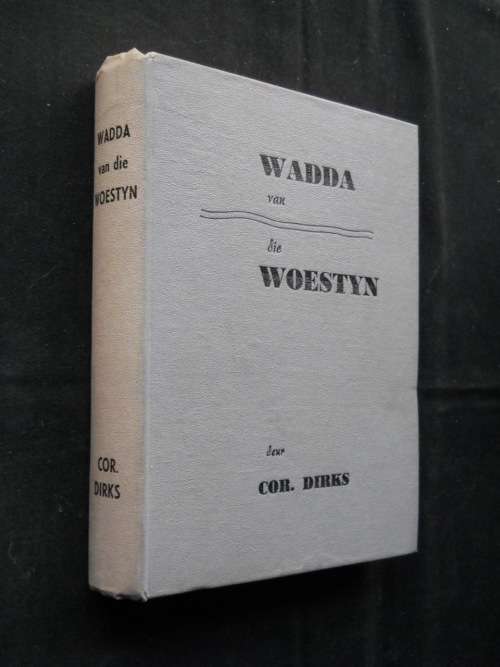 WADDA
van die
WOESTYN
COR.
DIRKS
WADDA
van
die
WOESTYN
deur
COR. DIRKS